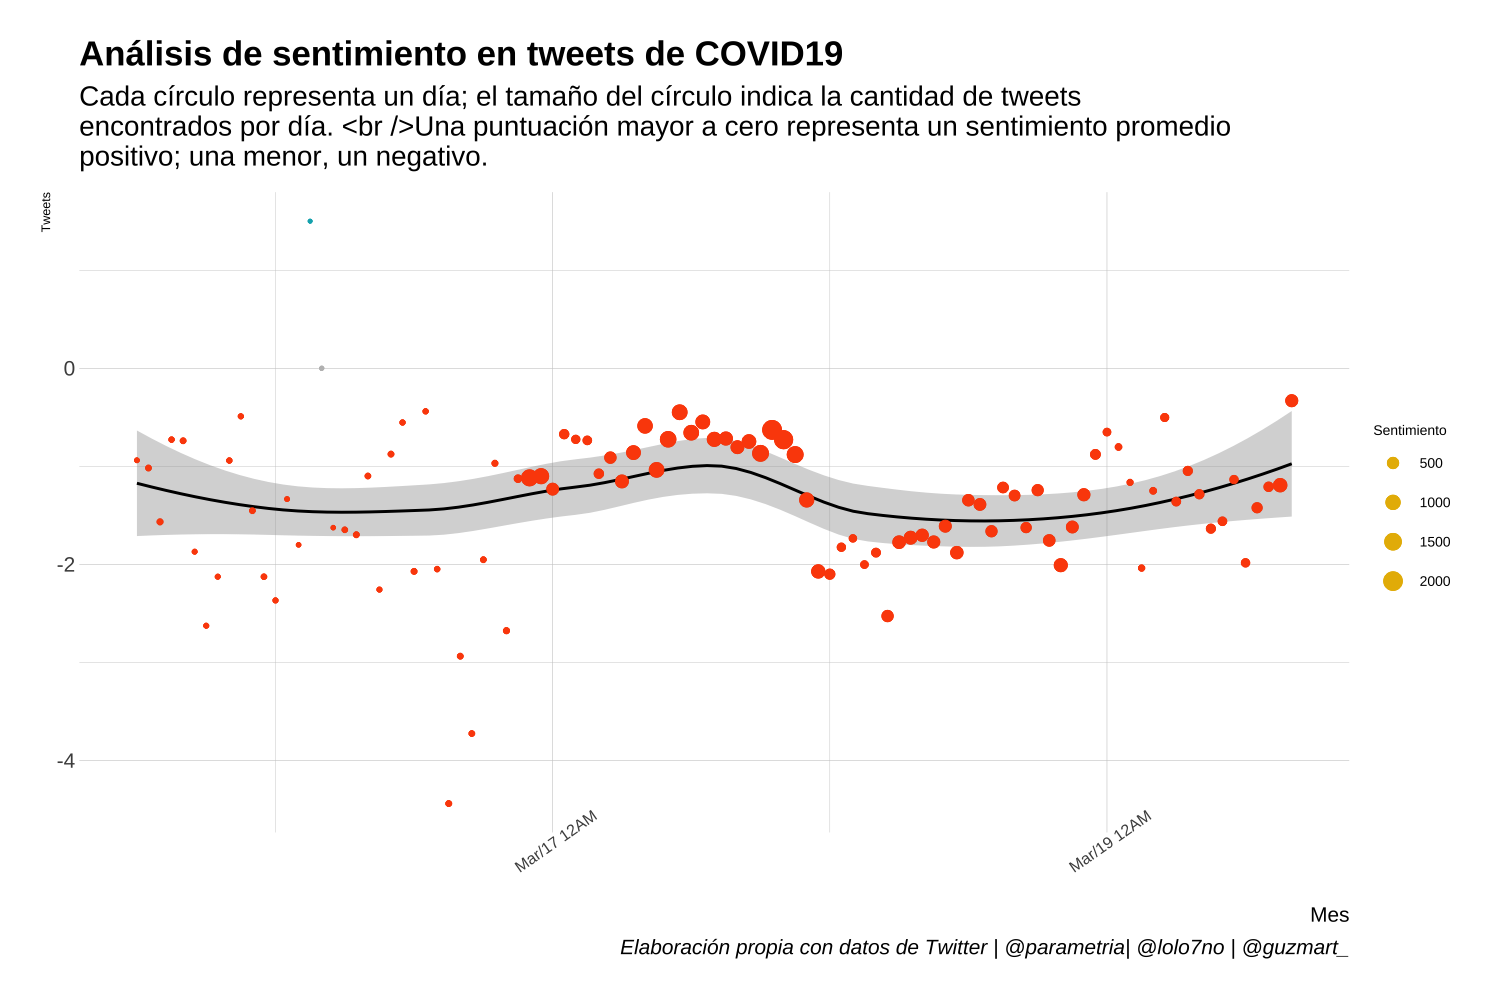 Análisis de sentimiento en tweets de COVID19
Cada círculo representa un día; el tamaño del círculo indica la cantidad de tweets
encontrados por día. <br />Una puntuación mayor a cero representa un sentimiento promedio
positivo; una menor, un negativo.
Tweets
0
-2
-4
Mar/17 12AM
Mar/19 12AM
Sentimiento
500
1000
1500
2000
Mes
Elaboración propia con datos de Twitter | @parametria| @lolo7no | @guzmart_